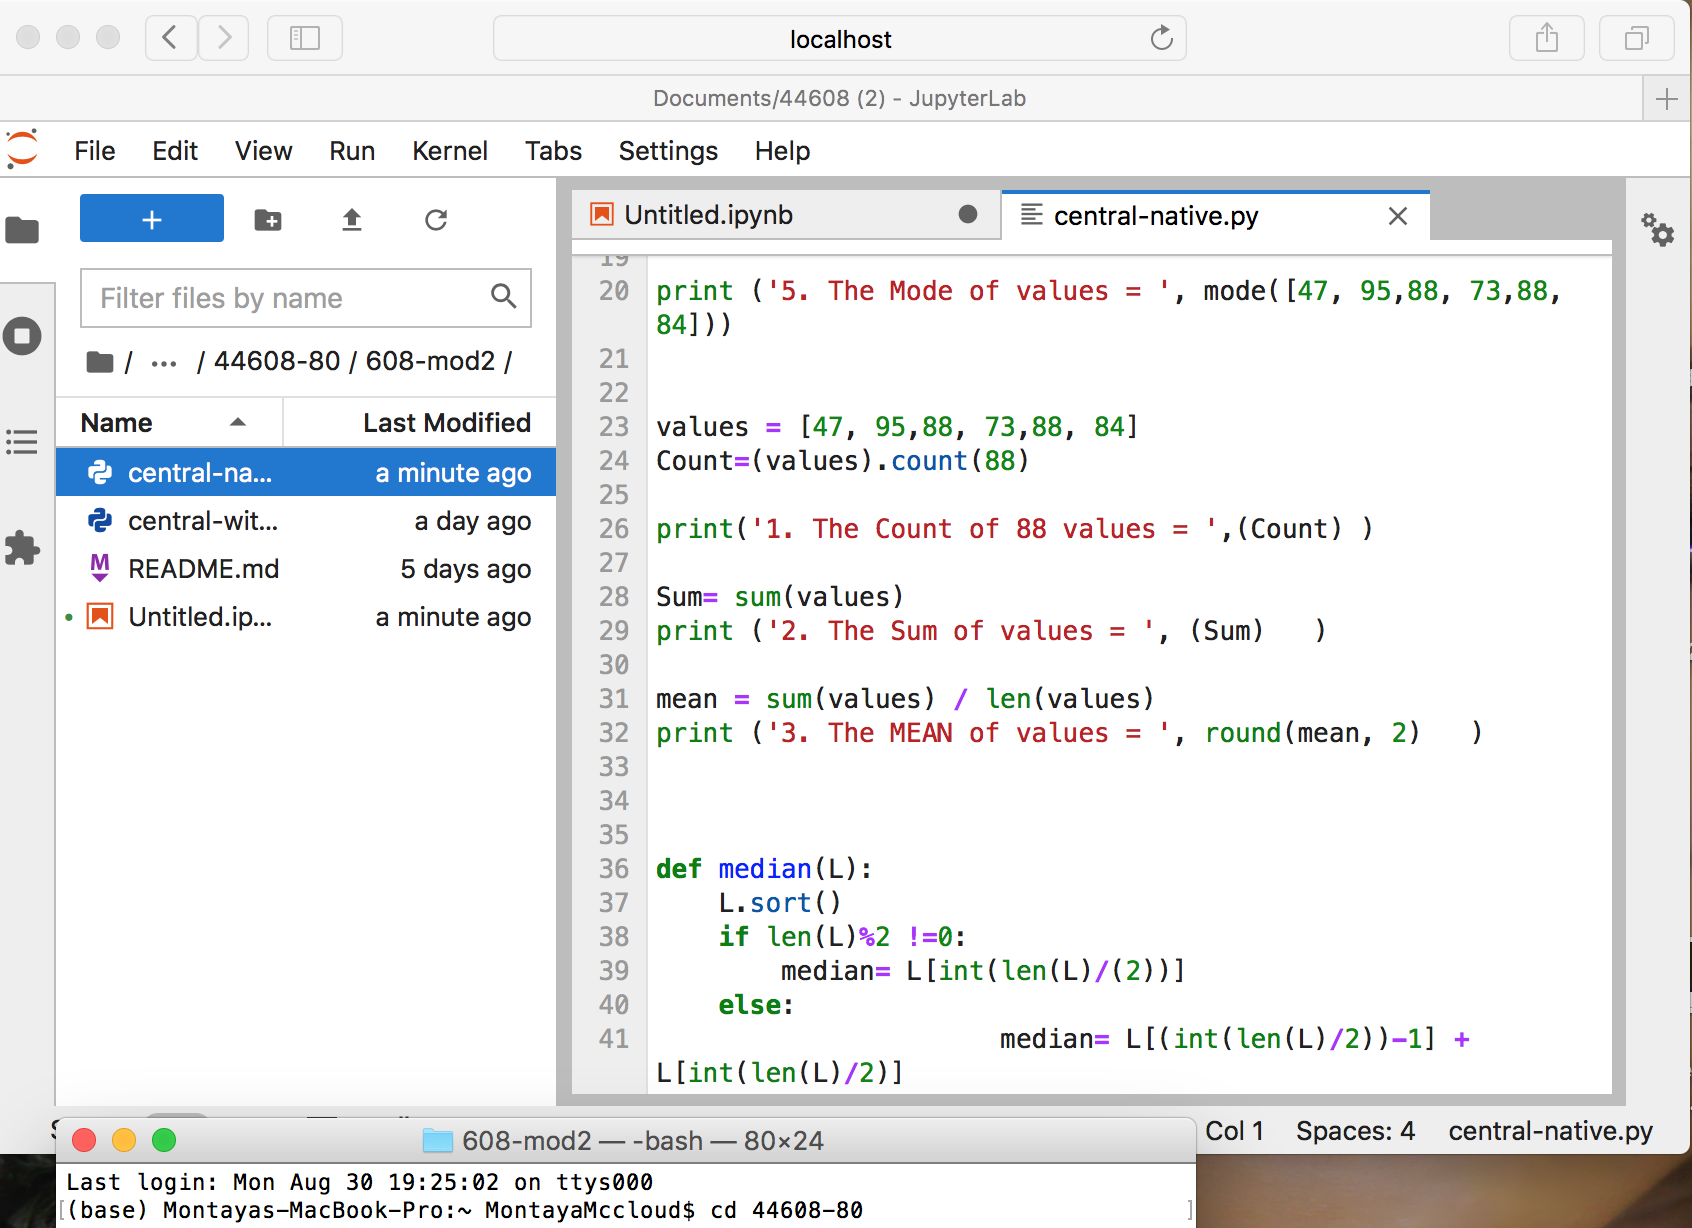 localhost
Documents/44608 (2) - JupyterLab
File Edit View Run Kernel Tabs Settings Help
+
Filter files by name
/ ... / 44608-80 / 608-mod2 /
Name Last Modified
central-na... a minute ago
central-wit... a day ago
README.md 5 days ago
Untitled.ip... a minute ago
Untitled.ipynb
central-native.py
19
20 print ('5. The Mode of values = ', mode([47, 95,88, 73,88,
84]))
21
22
23 values = [47, 95,88, 73,88, 84]
24 Count=(values).count(88)
25
26 print('1. The Count of 88 values = ',(Count) )
27
28 Sum= sum(values)
29 print ('2. The Sum of values = ', (Sum)   )
30
31 mean = sum(values) / len(values)
32 print ('3. The MEAN of values = ', round(mean, 2)   )
33
34
35
36 def median(L):
37     L.sort()
38     if len(L)%2 !=0:
39         median= L[int(len(L)/(2))]
40     else:
41                       median= L[(int(len(L)/2))-1] +
L[int(len(L)/2)]
Col 1 Spaces: 4 central-native.py
608-mod2 — -bash — 80×24
Last login: Mon Aug 30 19:25:02 on ttys000
[(base) Montayas-MacBook-Pro:~ MontayaMccloud$ cd 44608-80 ]